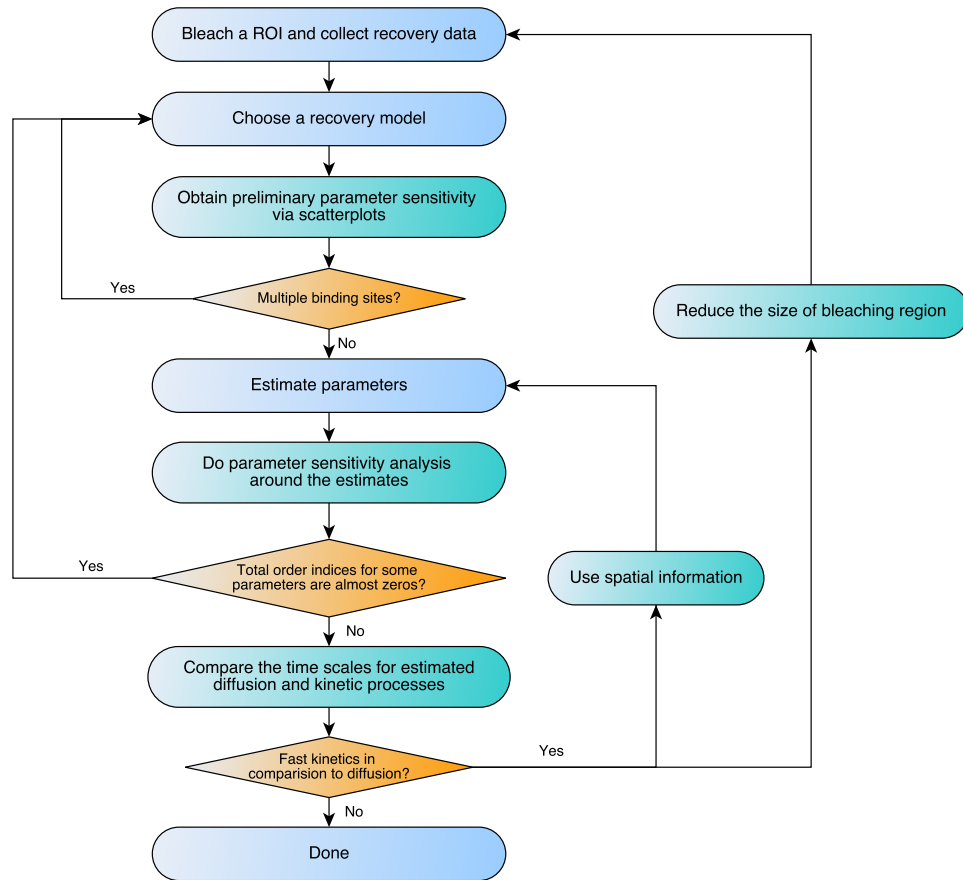 Bleach a ROI and collect recovery data
Choose a recovery model
Obtain preliminary parameter sensitivity
via scatterplots
Yes
Multiple binding sites?
Reduce the size of bleaching region
No
Estimate parameters
Do parameter sensitivity analysis
around the estimates
Yes
Total order indices for some
parameters are almost zeros?
Use spatial information
No
Compare the time scales for estimated
diffusion and kinetic processes
Fast kinetics in
comparision to diffusion?
Yes
No
Done